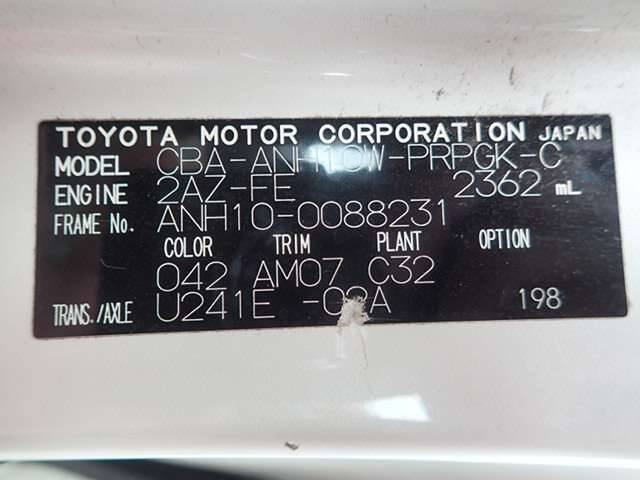 TOYOTA MOTOR CORPORATION JAPAN
MODEL CBA-ANH10W-PRPGK-C
ENGINE 2AZ-FE 2362 mL
FRAME No. ANH10-0088231
COLOR TRIM PLANT OPTION
042 AM07 C32
TRANS./AXLE U241E 198